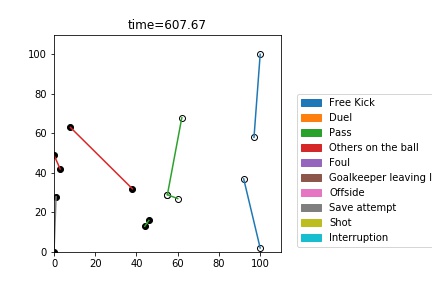 time=607.67
100
80
60
40
20
0
0
20
40
60
80
100
Free Kick
Duel
Pass
Others on the ball
Foul
Goalkeeper leaving l
Offside
Save attempt
Shot
Interruption